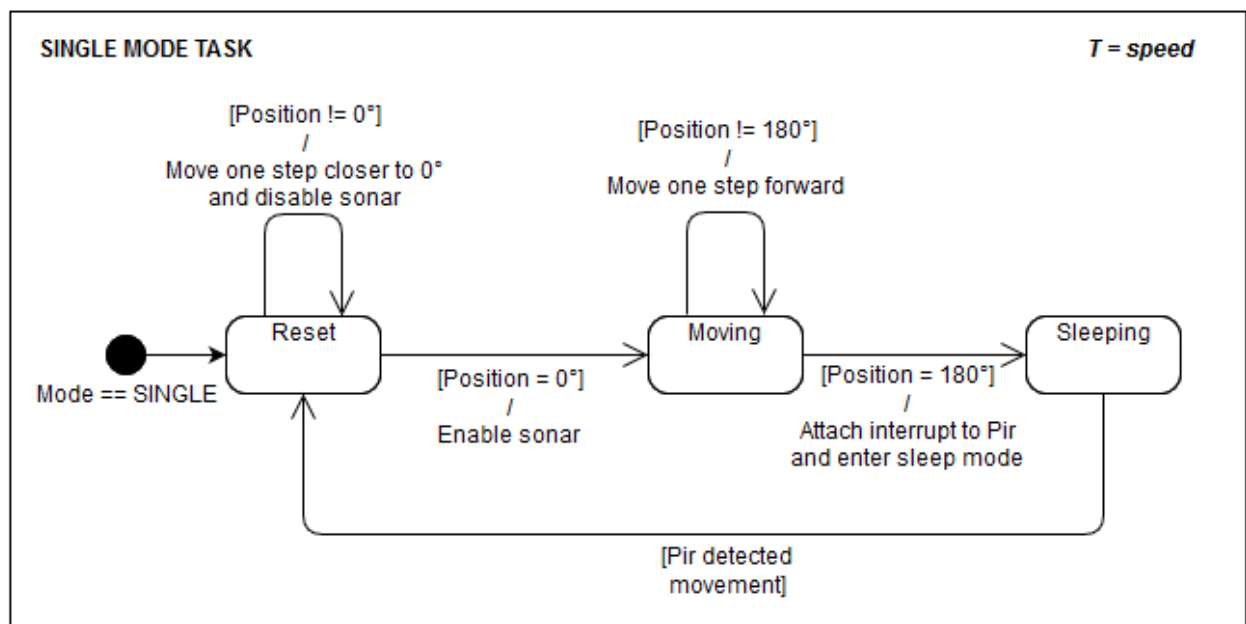 SINGLE MODE TASK
T = speed
[Position != 0°]
/
Move one step closer to 0°
and disable sonar
[Position != 180°]
/
Move one step forward
Reset
Moving
Sleeping
Mode == SINGLE
[Position = 0°]
/
Enable sonar
[Position = 180°]
/
Attach interrupt to Pir
and enter sleep mode
[Pir detected
movement]